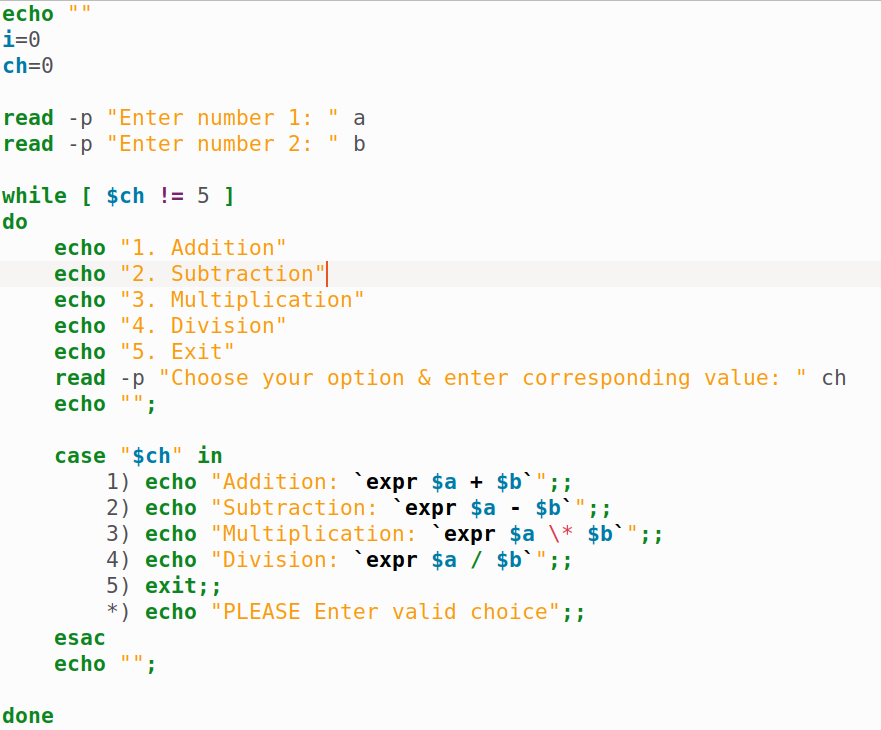 echo ""
i=0
ch=0

read -p "Enter number 1: " a
read -p "Enter number 2: " b

while [ $ch != 5 ]
do
    echo "1. Addition"
    echo "2. Subtraction"
    echo "3. Multiplication"
    echo "4. Division"
    echo "5. Exit"
    read -p "Choose your option & enter corresponding value: " ch
    echo "";

    case "$ch" in
        1) echo "Addition: `expr $a + $b`";;
        2) echo "Subtraction: `expr $a - $b`";;
        3) echo "Multiplication: `expr $a \* $b`";;
        4) echo "Division: `expr $a / $b`";;
        5) exit;;
        *) echo "PLEASE Enter valid choice";;
    esac
    echo "";

done